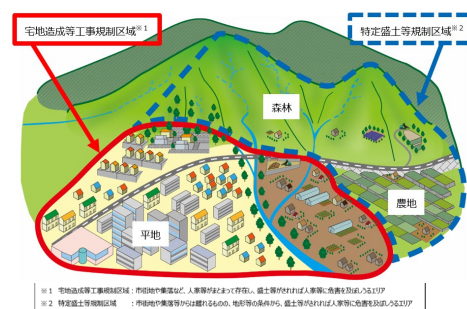 宅地造成等工事規制区域※1
特定盛土等規制区域※2
森林
農地
平地
※1 宅地造成等工事規制区域 : 市街地や集落など、人家等がまとまって存在し、盛土等がされれば人家等に危害を及ぼしうるエリア
※2 特定盛土等規制区域 : 市街地や集落等からは離れるものの、地形等の条件から、盛土等がされれば人家等に危害を及ぼしうるエリア